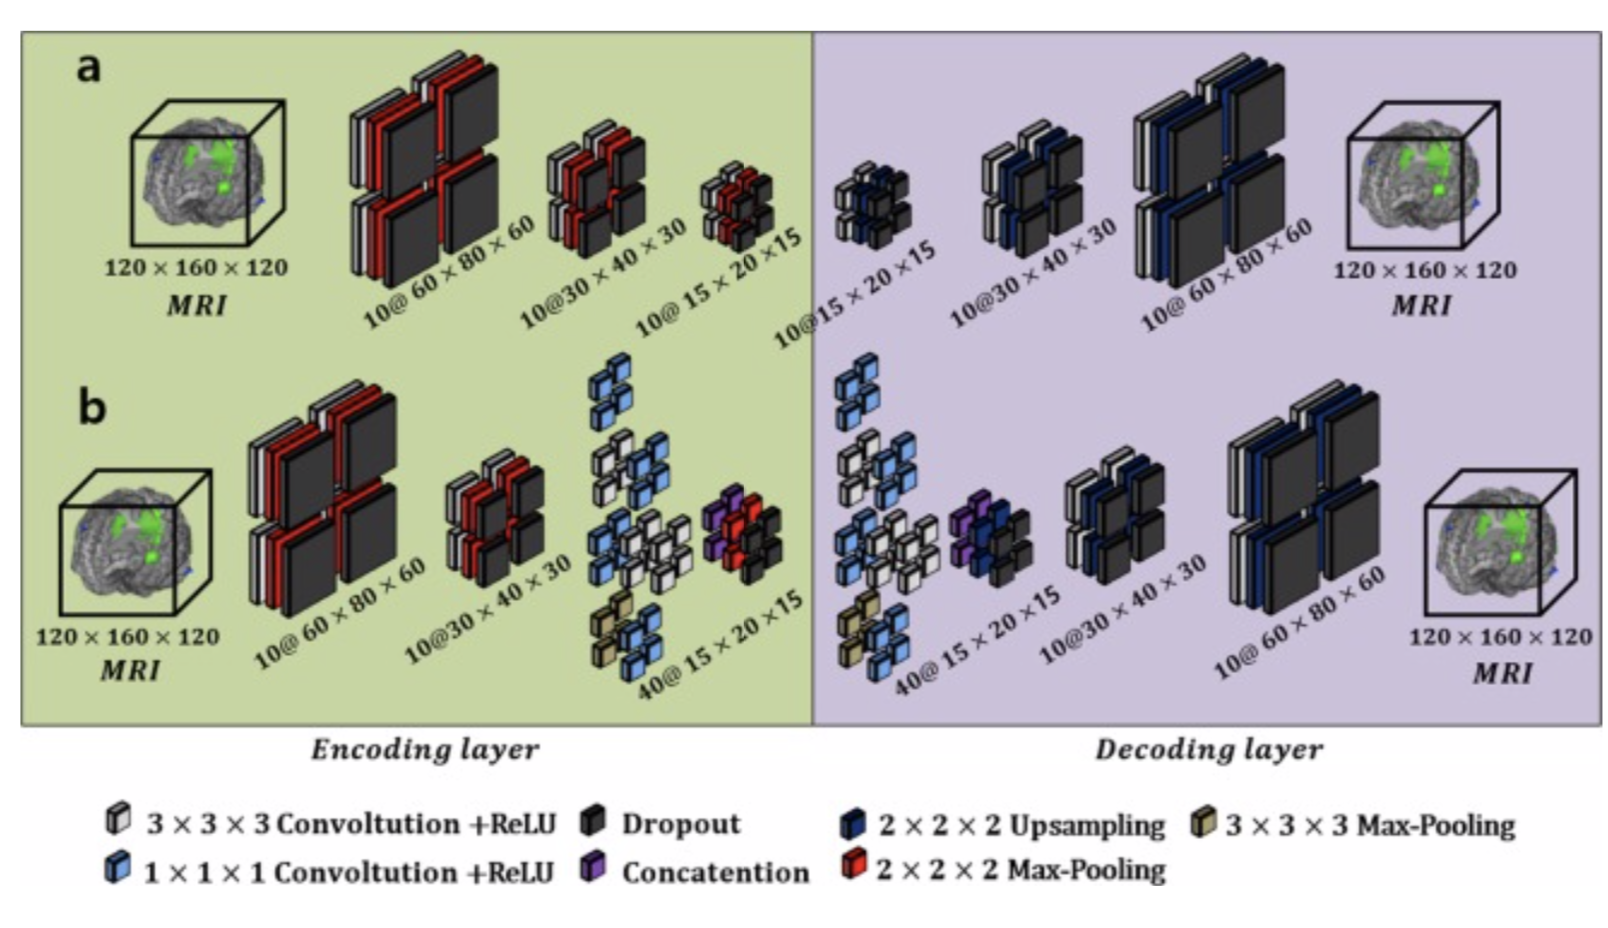 a
120 × 160 × 120
MRI
10@ 60 × 80 × 60
10@30 × 40 × 30
10@ 15 × 20 ×15
10@15 × 20 ×15
10@30 × 40 × 30
10@ 60 × 80 × 60
120 × 160 × 120
MRI
b
120 × 160 × 120
MRI
10@ 60 × 80 × 60
10@30 × 40 × 30
40@ 15 × 20 ×15
40@ 15 × 20 ×15
10@30 × 40 × 30
10@ 60 × 80 × 60
120 × 160 × 120
MRI
Encoding layer
Decoding layer
3 × 3 × 3 Convoltution +ReLU
Dropout
2 × 2 × 2 Upsampling
3 × 3 × 3 Max-Pooling
1 × 1 × 1 Convoltution +ReLU
Concatention
2 × 2 × 2 Max-Pooling